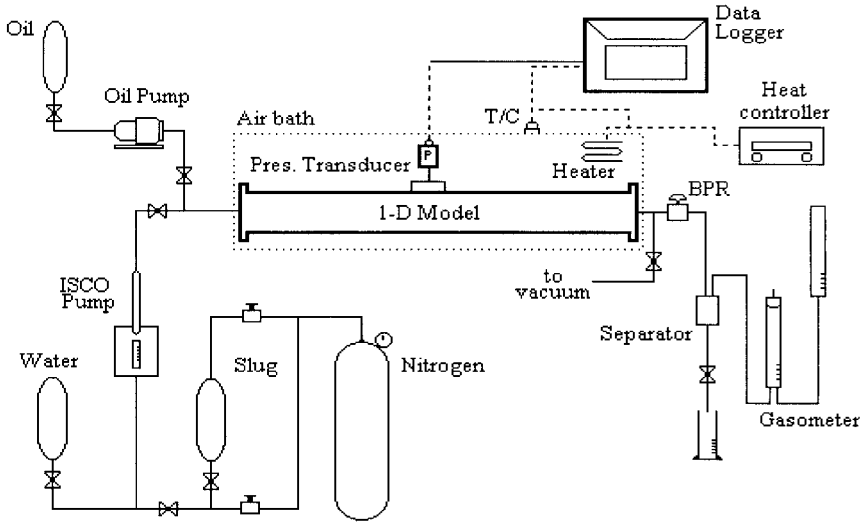 Oil
Oil Pump
Data
Logger
Air bath
T/C
Heat
controller
Pres. Transducer
P
Heater
BPR
1-D Model
ISCO
Pump
to
vacuum
Separator
Water
Slug
Nitrogen
Gasometer